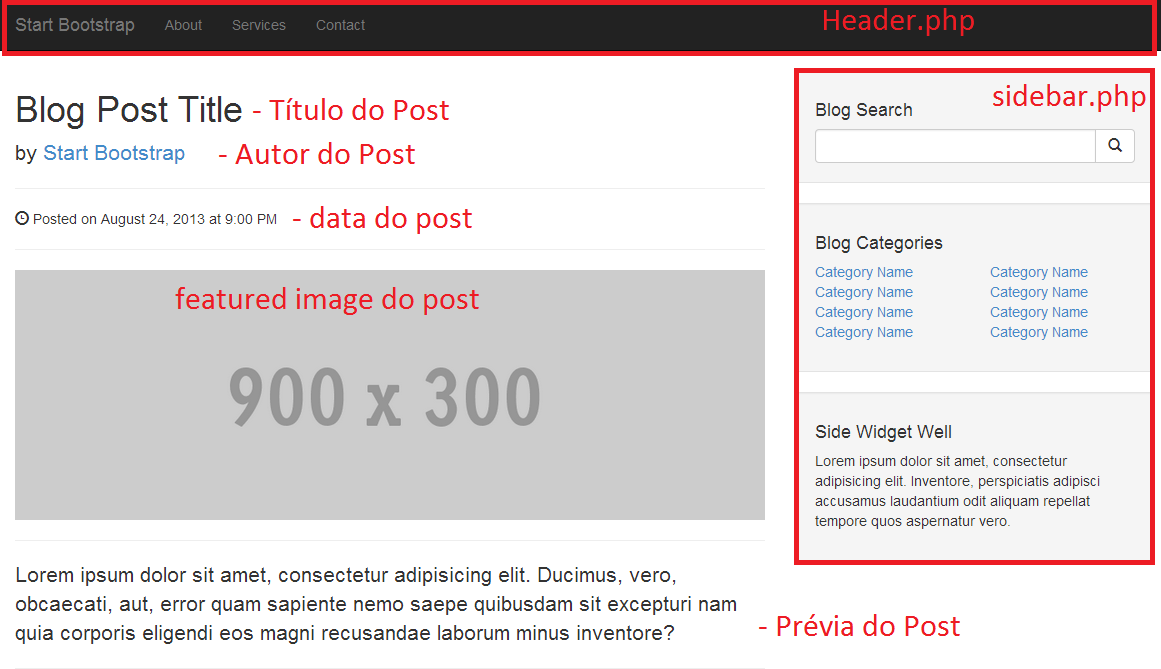 Start Bootstrap About Services Contact Header.php
Blog Post Title - Título do Post
by Start Bootstrap - Autor do Post
Posted on August 24, 2013 at 9:00 PM - data do post
featured image do post
900 x 300
Lorem ipsum dolor sit amet, consectetur adipisicing elit. Ducimus, vero,
obcaecati, aut, error quam sapiente nemo saepe quibusdam sit excepturi nam
quia corporis eligendi eos magni recusandae laborum minus inventore?
- Prévia do Post
sidebar.php
Blog Search
Blog Categories
Category Name Category Name
Category Name Category Name
Category Name Category Name
Category Name Category Name
Side Widget Well
Lorem ipsum dolor sit amet, consectetur
adipisicing elit. Inventore, perspiciatis adipisci
accusamus laudantium odit aliquam repellat
tempore quos aspernatur vero.